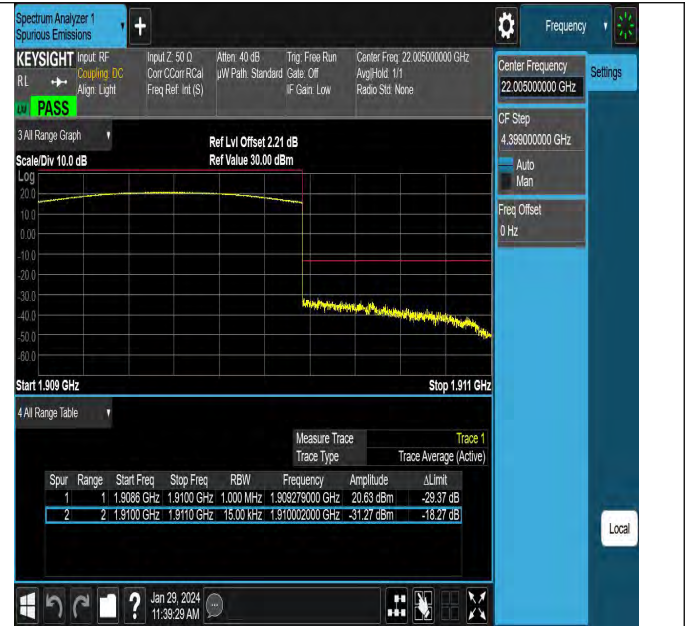 Spectrum Analyzer 1
Spurious Emissions
Frequency
KEYSIGHT
RL
Input: RF
Coupling: DC
Align: Light
Input Z: 50 Ω
Corr CCorr RCal
Freq Ref: Int (S)
Atten: 40 dB
µW Path: Standard
Trig: Free Run
Gate: Off
IF Gain: Low
Center Freq: 22.005000000 GHz
Avg|Hold: 1/1
Radio Std: None
PASS
Center Frequency
22.005000000 GHz
Settings
CF Step
4.399000000 GHz
Auto
Man
Freq Offset
0 Hz
3 All Range Graph
Scale/Div 10.0 dB
Ref Lvl Offset 2.21 dB
Ref Value 30.00 dBm
Log
20.0
10.0
0.00
-10.0
-20.0
-30.0
-40.0
-50.0
-60.0
Start 1.909 GHz
Stop 1.911 GHz
4 All Range Table
Measure Trace Trace 1
Trace Type Trace Average (Active)
Spur Range Start Freq Stop Freq RBW Frequency Amplitude ΔLimit
1 1 1.9086 GHz 1.9100 GHz 1.000 MHz 1.909279000 GHz 20.63 dBm -29.37 dB
2 2 1.9100 GHz 1.9110 GHz 15.00 kHz 1.910002000 GHz -31.27 dBm -18.27 dB
Local
?
Jan 29, 2024
11:39:29 AM